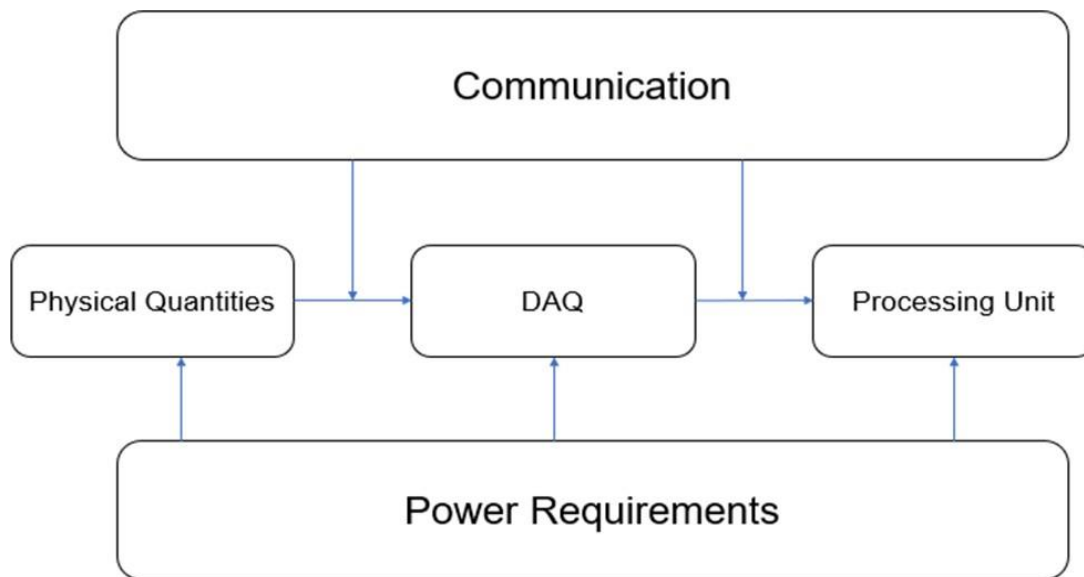 Communication
Physical Quantities
DAQ
Processing Unit
Power Requirements